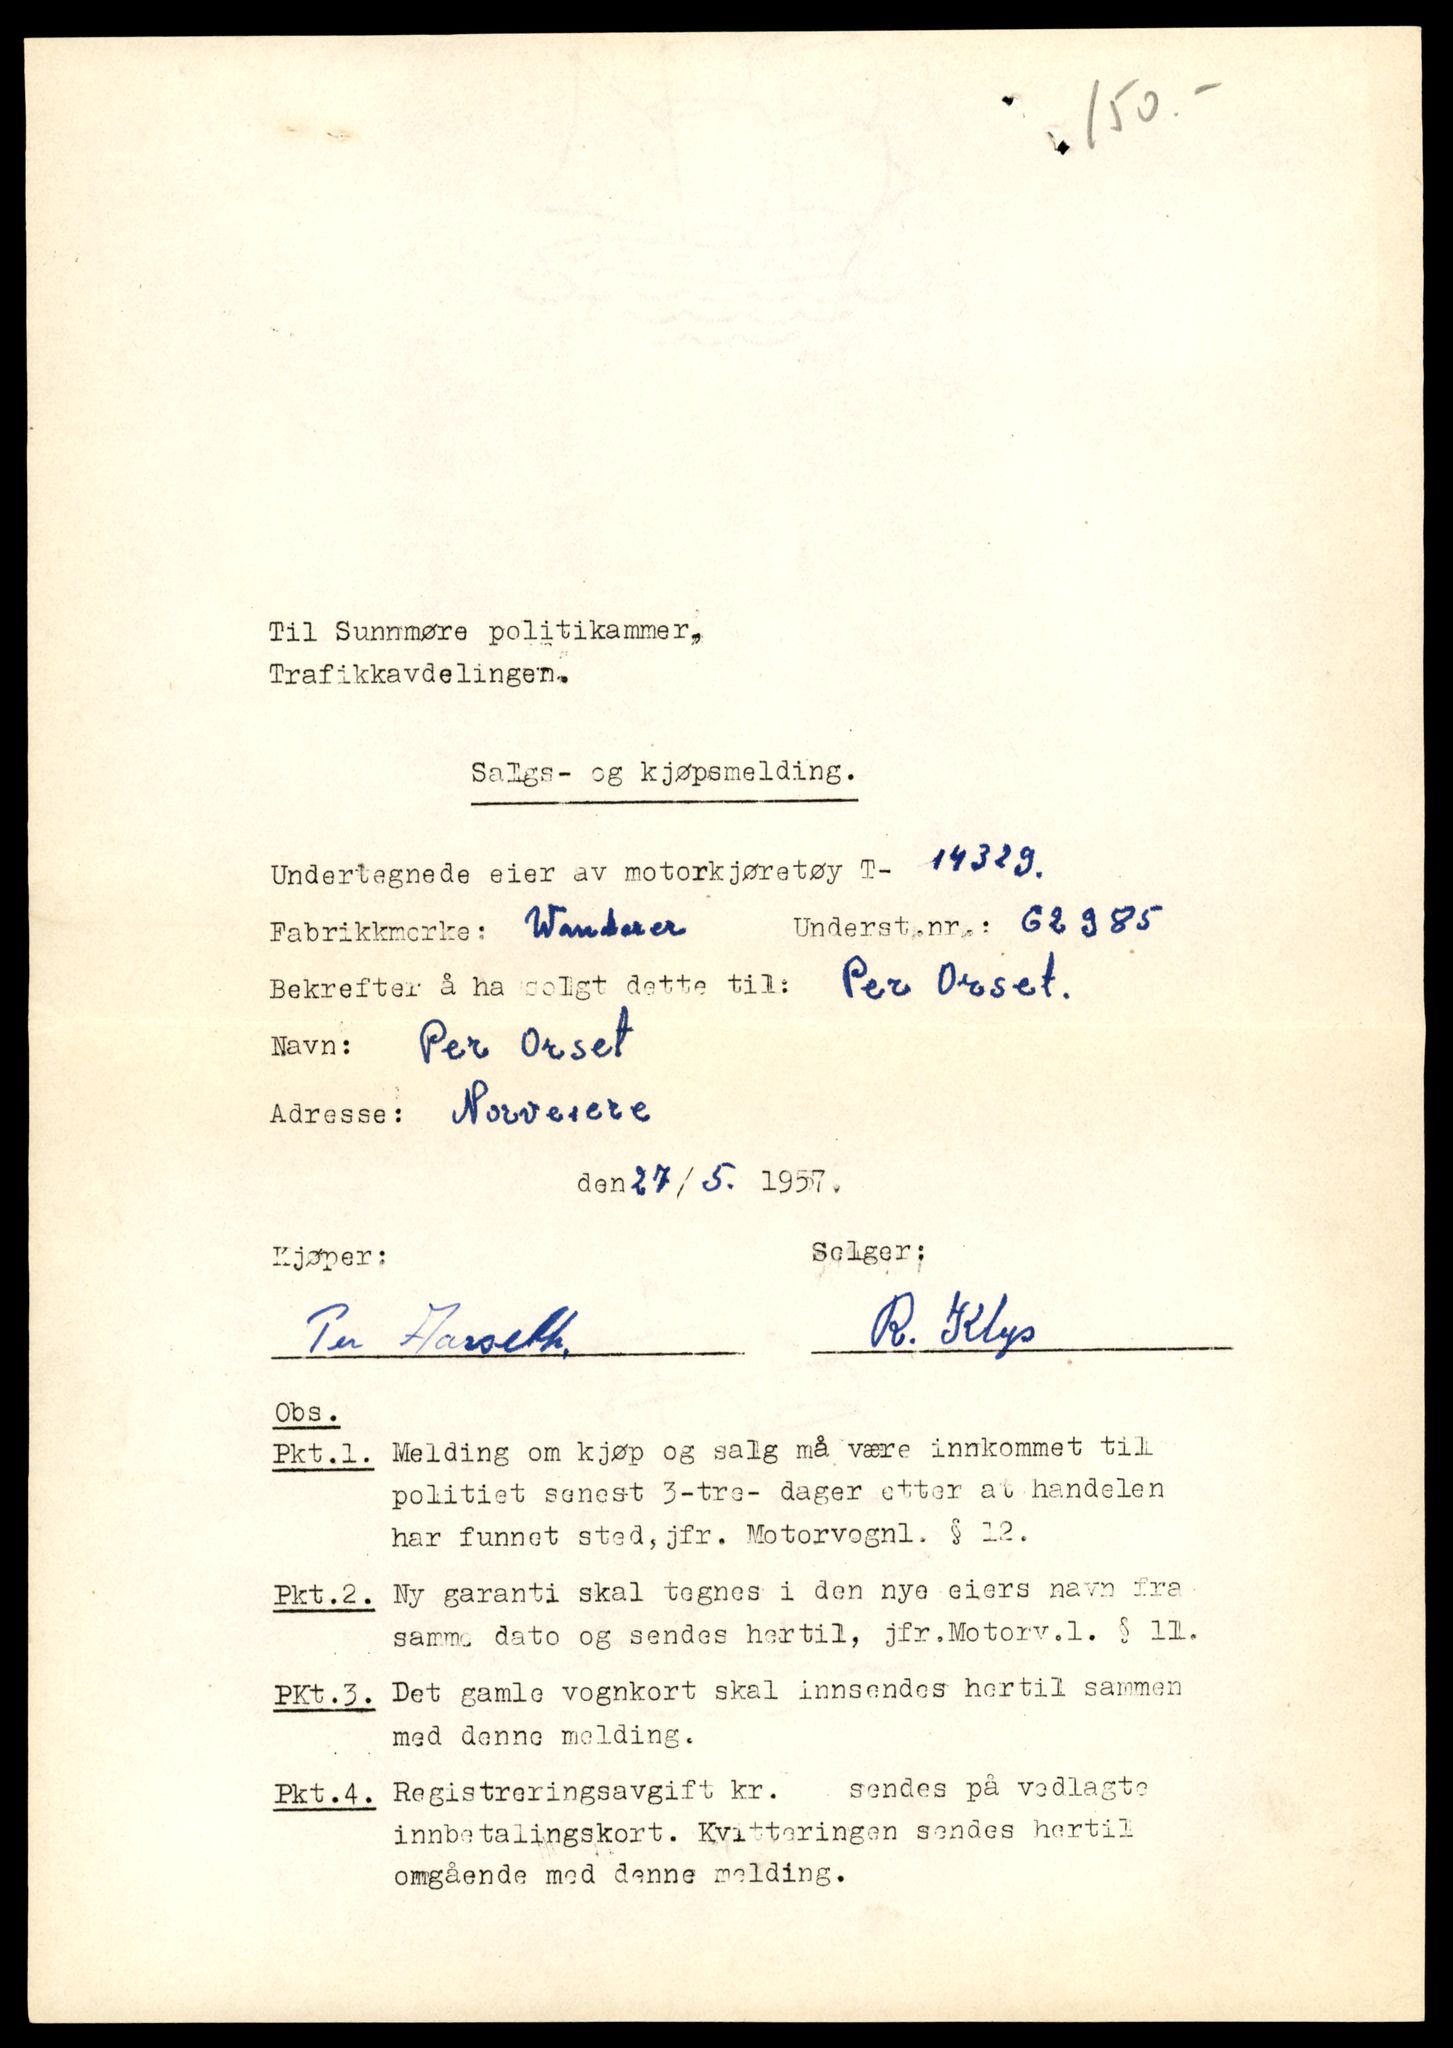 150.-
Til Sunnmøre politikammer,
Trafikkavdelingen.
Salgs- og kjøpsmelding.
Undertegnede eier av motorkjøretøy T- 14329.
Fabrikkmerke: Wanderer Underst.nr.: 62985
Bekrefter å ha solgt dette til: Per Orset.
Navn: Per Orset
Adresse: Norveiere
den 27/5. 1957.
Kjøper: Selger:
Per Harseth. R. Klys
Obs.
Pkt.1. Melding om kjøp og salg må være innkommet til
politiet senest 3-tre- dager etter at handelen
har funnet sted, jfr. Motorvognl. § 12.
Pkt.2. Ny garanti skal tegnes i den nye eiers navn fra
samme dato og sendes hertil, jfr.Motorv.l. § 11.
PKt.3. Det gamle vognkort skal innsendes hertil sammen
med denne melding.
Pkt.4. Registreringsavgift kr. sendes på vedlagte
innbetalingskort. Kvitteringen sendes hertil
omgående med denne melding.